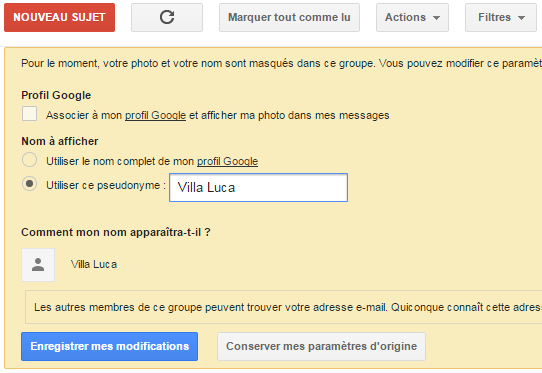 NOUVEAU SUJET
Marquer tout comme lu
Actions
Filtres
Pour le moment, votre photo et votre nom sont masqués dans ce groupe. Vous pouvez modifier ce paramèt
Profil Google
Associer à mon profil Google et afficher ma photo dans mes messages
Nom à afficher
Utiliser le nom complet de mon profil Google
Utiliser ce pseudonyme : Villa Luca
Comment mon nom apparaîtra-t-il ?
Villa Luca
Les autres membres de ce groupe peuvent trouver votre adresse e-mail. Quiconque connaît cette adres
Enregistrer mes modifications
Conserver mes paramètres d'origine